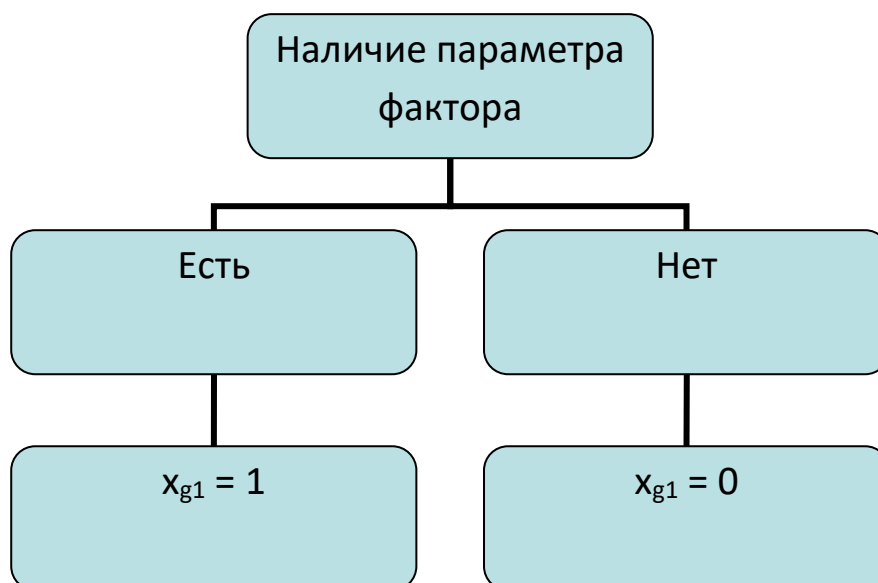 Наличие параметра
фактора
Есть
Нет
xg1 = 1
xg1 = 0